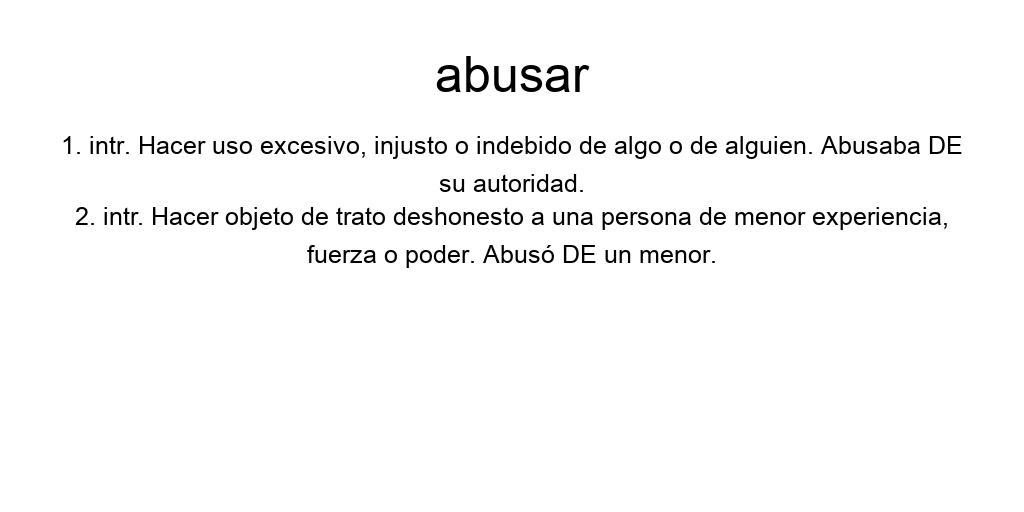 abusar
1. intr. Hacer uso excesivo, injusto o indebido de algo o de alguien. Abusaba DE
su autoridad.
2. intr. Hacer objeto de trato deshonesto a una persona de menor experiencia,
fuerza o poder. Abusó DE un menor.